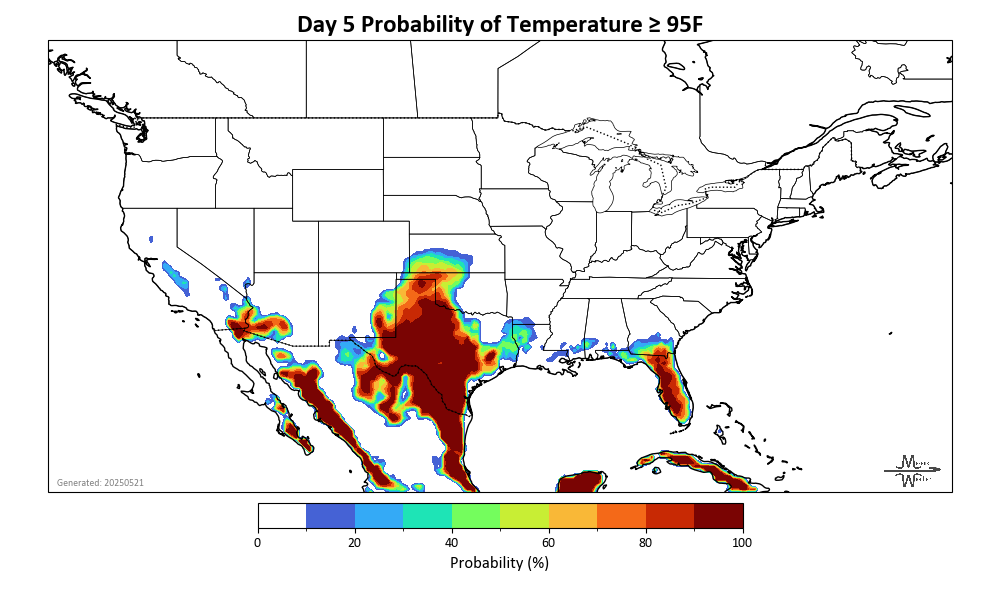 Day 5 Probability of Temperature ≥ 95F
Generated: 20250521
0 20 40 60 80 100
Probability (%)